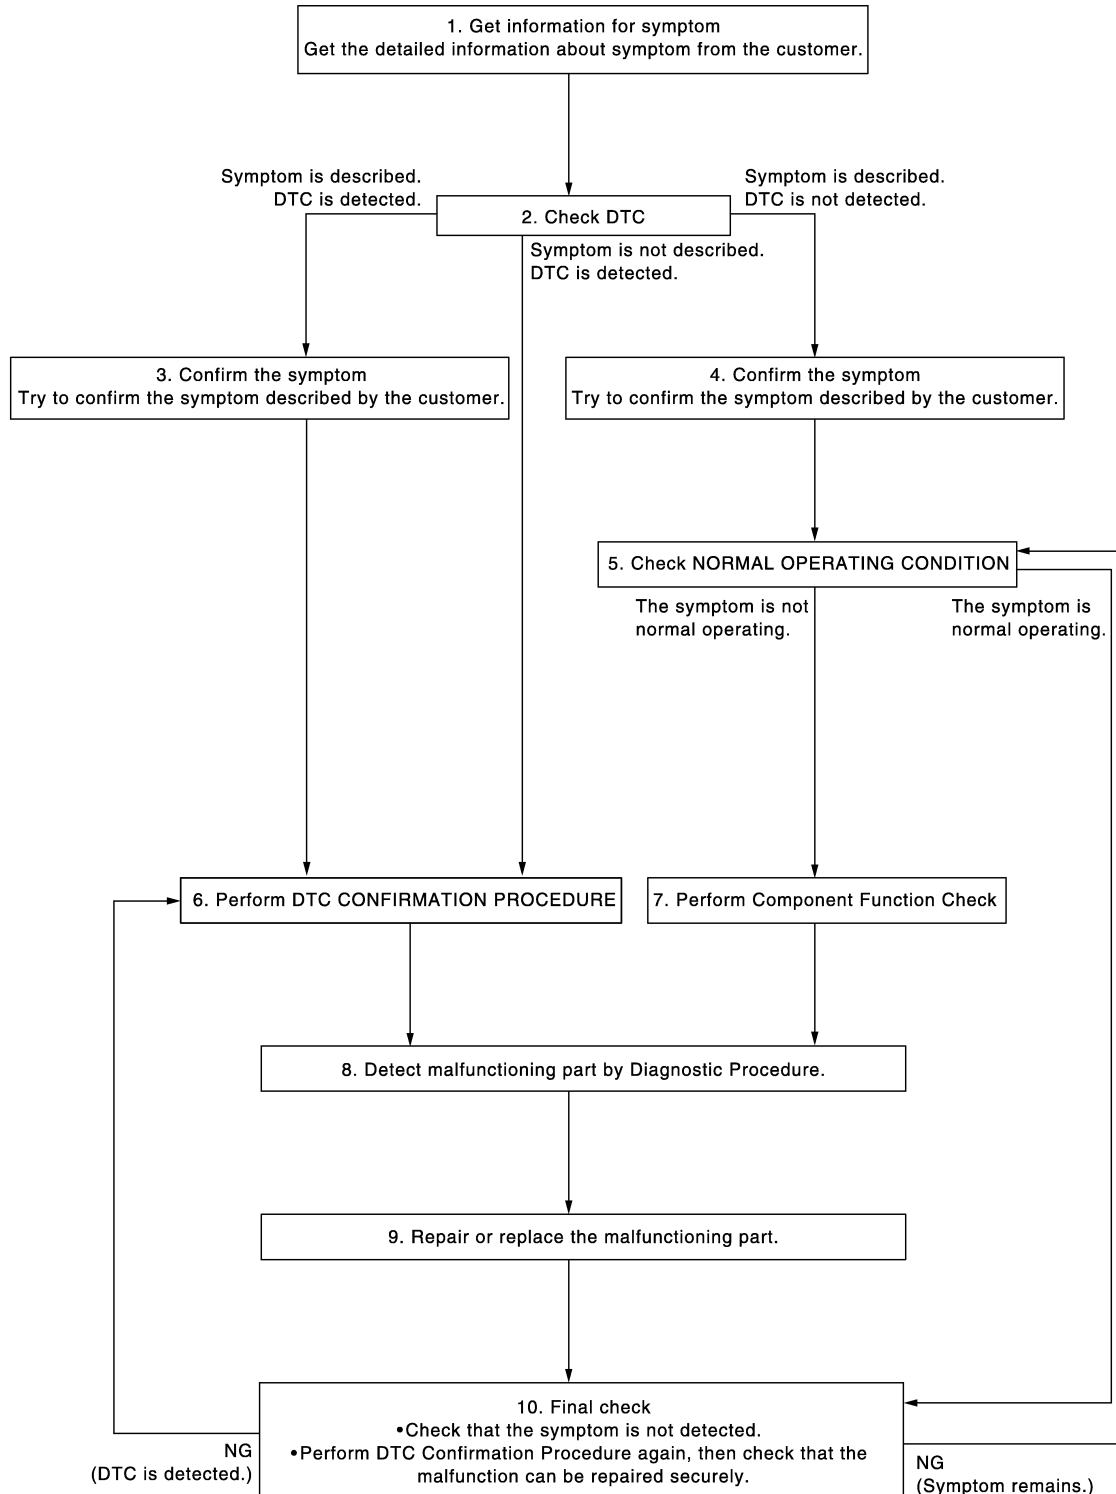 1. Get information for symptom
Get the detailed information about symptom from the customer.
Symptom is described.
DTC is detected.
Symptom is described.
DTC is not detected.
2. Check DTC
Symptom is not described.
DTC is detected.
3. Confirm the symptom
Try to confirm the symptom described by the customer.
4. Confirm the symptom
Try to confirm the symptom described by the customer.
5. Check NORMAL OPERATING CONDITION
The symptom is not
normal operating.
The symptom is
normal operating.
6. Perform DTC CONFIRMATION PROCEDURE
7. Perform Component Function Check
8. Detect malfunctioning part by Diagnostic Procedure.
9. Repair or replace the malfunctioning part.
10. Final check
•Check that the symptom is not detected.
•Perform DTC Confirmation Procedure again, then check that the
malfunction can be repaired securely.
NG
(DTC is detected.)
NG
(Symptom remains.)